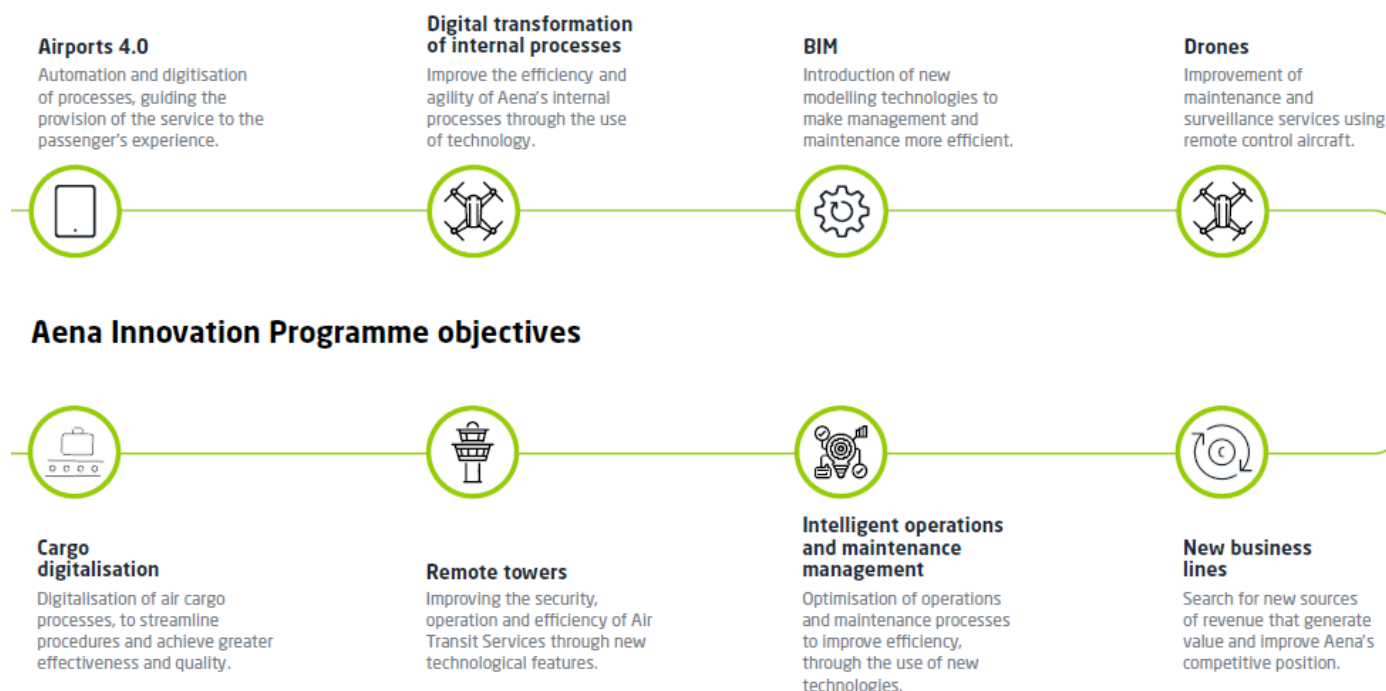 Airports 4.0
Automation and digitisation
of processes, guiding the
provision of the service to the
passenger's experience.
Digital transformation
of internal processes
Improve the efficiency and
agility of Aena's internal
processes through the use
of technology.
BIM
Introduction of new
modelling technologies to
make management and
maintenance more efficient.
Drones
Improvement of
maintenance and
surveillance services using
remote control aircraft.
Aena Innovation Programme objectives
C
Cargo
digitalisation
Digitalisation of air cargo
processes, to streamline
procedures and achieve greater
effectiveness and quality.
Remote towers
Improving the security,
operation and efficiency of Air
Transit Services through new
technological features.
Intelligent operations
and maintenance
management
Optimisation of operations
and maintenance processes
to improve efficiency,
through the use of new
technologies.
New business
lines
Search for new sources
of revenue that generate
value and improve Aena's
competitive position.